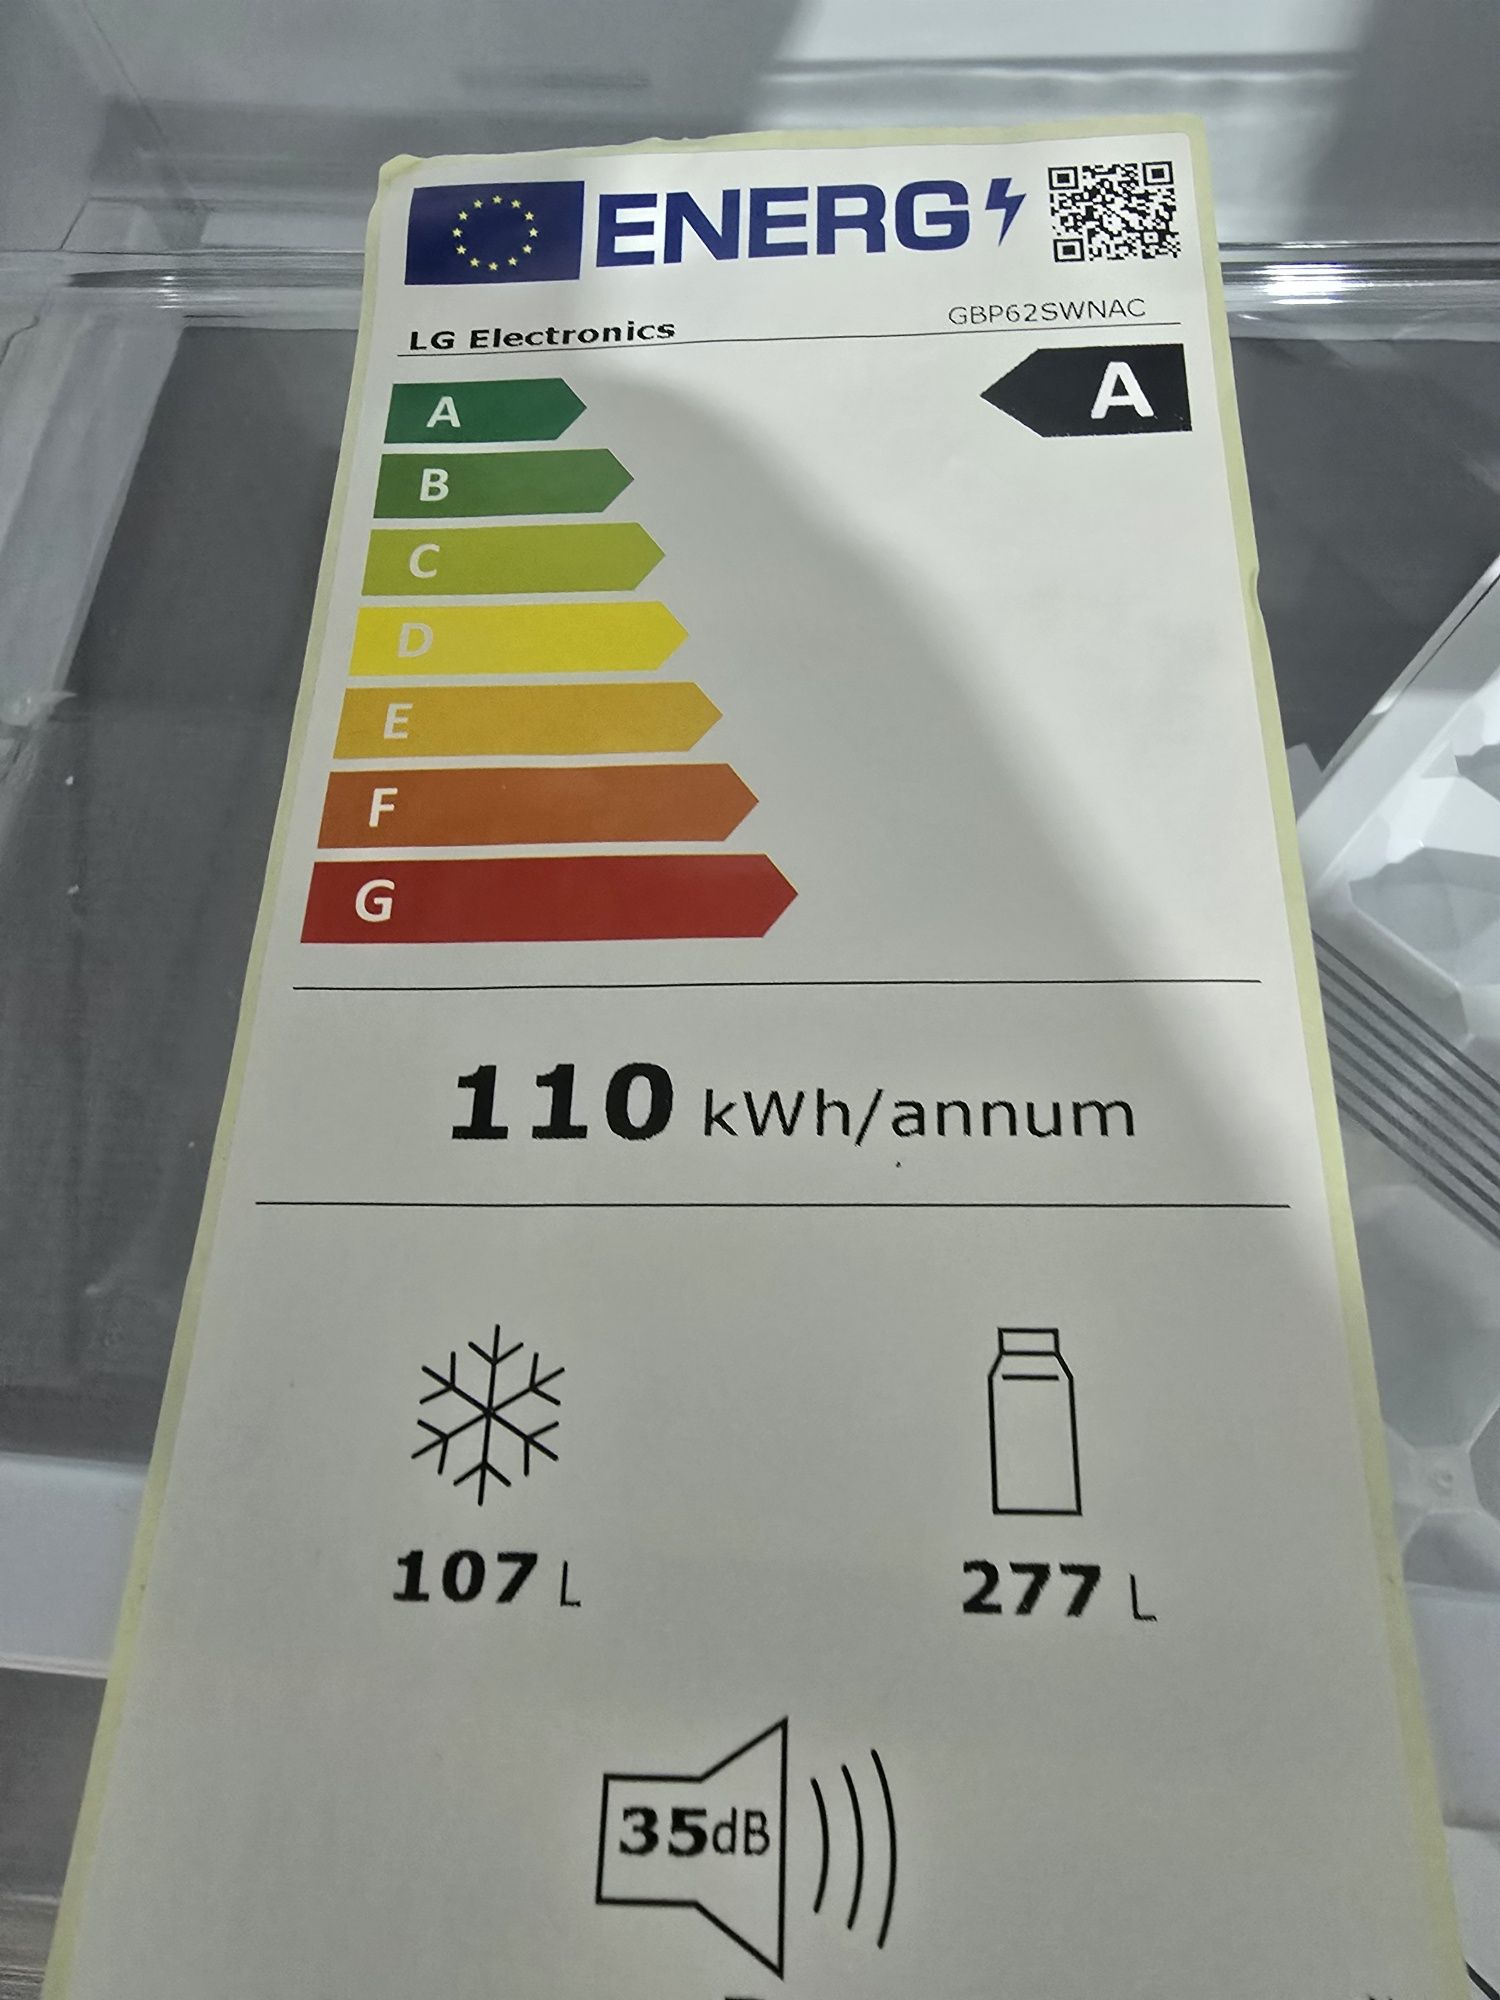 ENERG
LG Electronics
GBP62SWNAC
A
A
B
C
D
E
F
G
110 kWh/annum
107 L
277 L
35dB